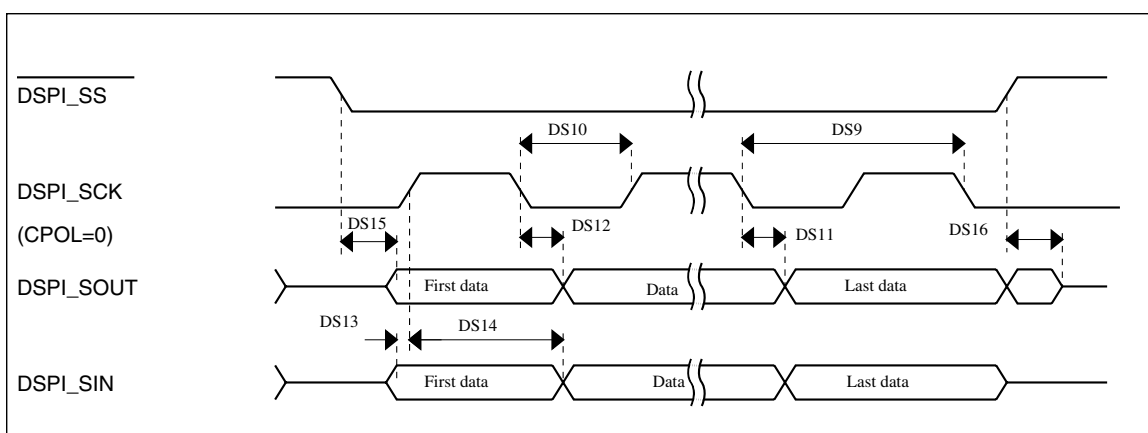 DSPI_SS
DS10
DS9
DSPI_SCK
(CPOL=0)
DS15
DS12
DS11
DS16
DSPI_SOUT
First data
Data
Last data
DS13
DS14
DSPI_SIN
First data
Data
Last data